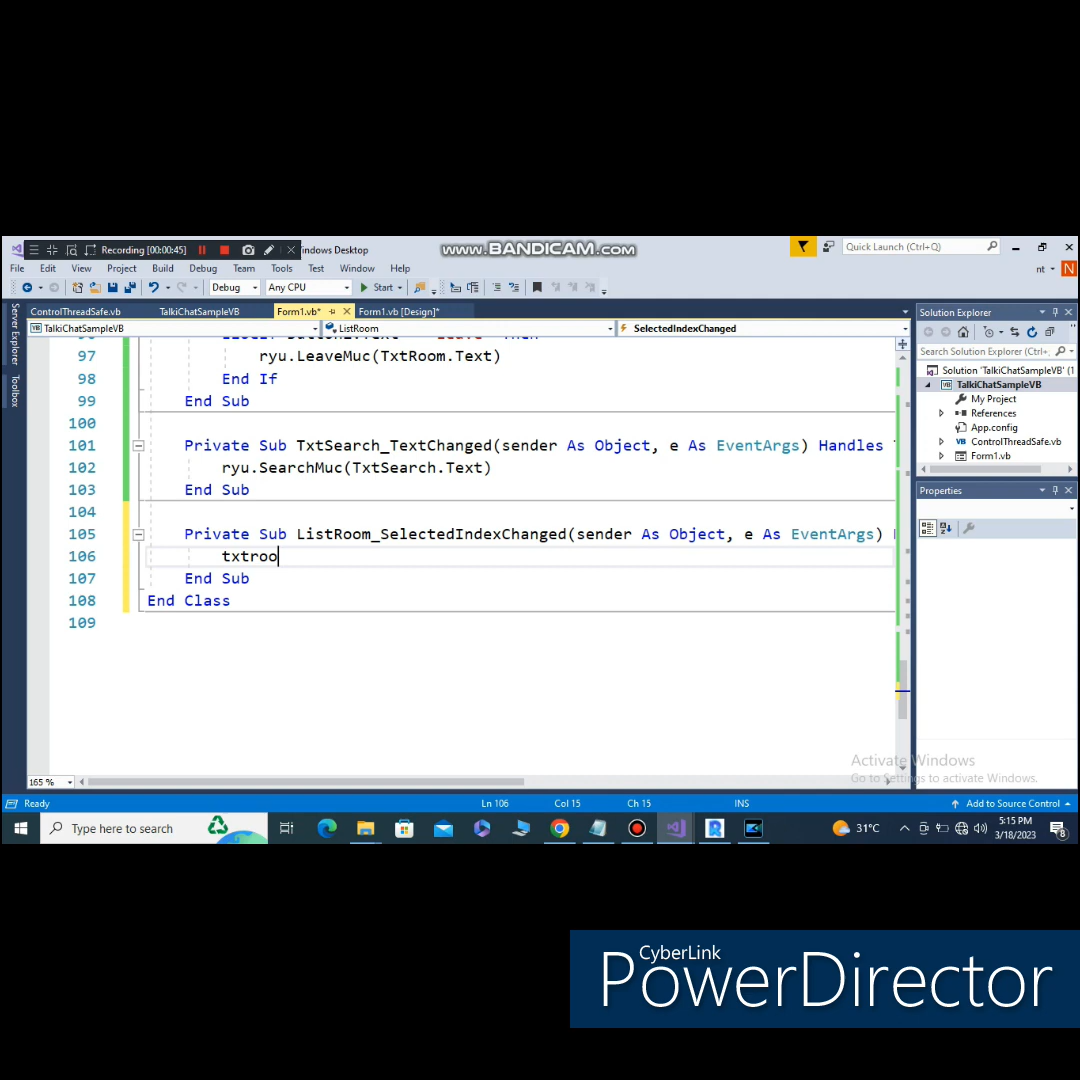 Recording [00:00:45]
indows Desktop
www.BANDICAM.com
Quick Launch (Ctrl+Q)
File Edit View Project Build Debug Team Tools Test Window Help
nt
N
Debug Any CPU Start
ControlThreadSafe.vb TalkiChatSampleVB Form1.vb* Form1.vb [Design]*
Solution Explorer
Server Explorer
Toolbox
TalkiChatSampleVB ListRoom SelectedIndexChanged
Search Solution Explorer (Ctrl+;
Solution 'TalkiChatSampleVB' (1
TalkiChatSampleVB
My Project
References
App.config
ControlThreadSafe.vb
Form1.vb
Properties
97 ryu.LeaveMuc(TxtRoom.Text)
98 End If
99 End Sub
100
101 Private Sub TxtSearch_TextChanged(sender As Object, e As EventArgs) Handles
102 ryu.SearchMuc(TxtSearch.Text)
103 End Sub
104
105 Private Sub ListRoom_SelectedIndexChanged(sender As Object, e As EventArgs)
106 txtroo
107 End Sub
108 End Class
109
Activate Windows
Go to Settings to activate Windows.
165 %
Ready Ln 106 Col 15 Ch 15 INS Add to Source Control
Type here to search
31°C
5:15 PM
3/18/2023
8
CyberLink
PowerDirector